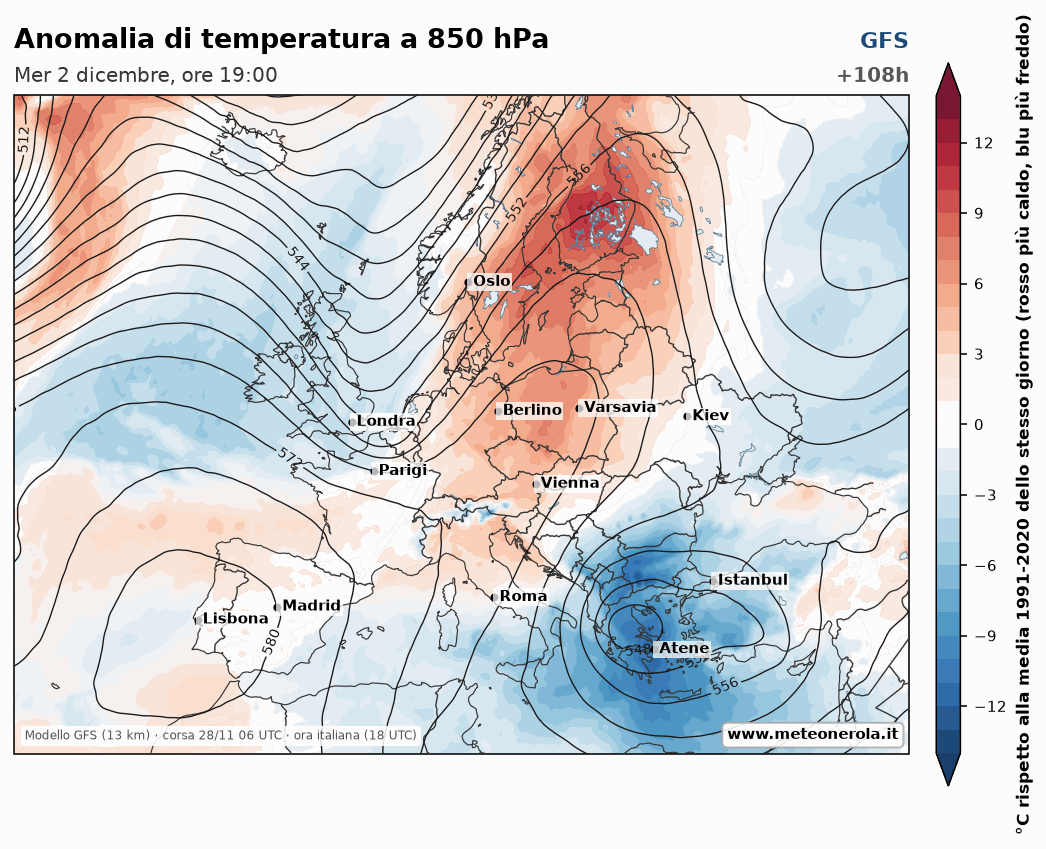 Anomalia di temperatura a 850 hPa
GFS
Mer 2 dicembre, ore 19:00
+108h
512
552
556
544
Oslo
Londra
Berlino
Varsavia
Kiev
Parigi
Vienna
Istanbul
Roma
Madrid
Lisbona
580
548
Atene
556
Modello GFS (13 km) · corsa 28/11 06 UTC · ora italiana (18 UTC)
www.meteonerola.it
12
9
6
3
0
−3
−6
−9
−12
°C rispetto alla media 1991-2020 dello stesso giorno (rosso più caldo, blu più freddo)